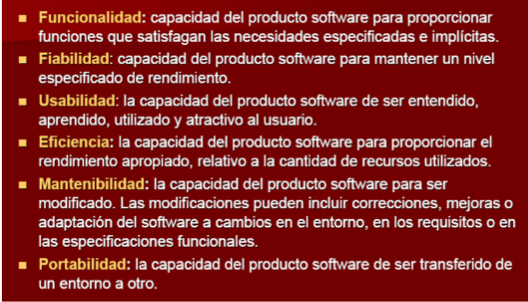 Funcionalidad: capacidad del producto software para proporcionar
funciones que satisfagan las necesidades especificadas e implícitas.
Fiabilidad: capacidad del producto software para mantener un nivel
especificado de rendimiento.
Usabilidad: la capacidad del producto software de ser entendido,
aprendido, utilizado y atractivo al usuario.
Eficiencia: la capacidad del producto software para proporcionar el
rendimiento apropiado, relativo a la cantidad de recursos utilizados.
Mantenibilidad: la capacidad del producto software para ser
modificado. Las modificaciones pueden incluir correcciones, mejoras o
adaptación del software a cambios en el entorno, en los requisitos o en
las especificaciones funcionales.
Portabilidad: la capacidad del producto software de ser transferido de
un entorno a otro.